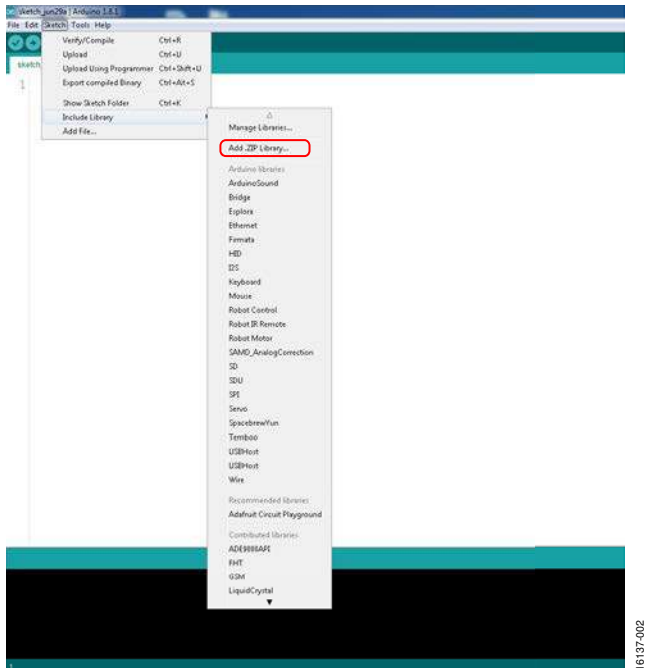 sketch_jun29a | Arduino 1.8.1
File Edit Sketch Tools Help
Verify/Compile Ctrl+R
Upload Ctrl+U
Upload Using Programmer Ctrl+Shift+U
Export compiled Binary Ctrl+Alt+S
Show Sketch Folder Ctrl+K
Include Library
Add File...
sketch
1
Manage Libraries...
Add .ZIP Library...
Arduino libraries
ArduinoSound
Bridge
Esplora
Ethernet
Firmata
HID
I2S
Keyboard
Mouse
Robot Control
Robot IR Remote
Robot Motor
SAMD_AnalogCorrection
SD
SDU
SPI
Servo
SpacebrewYun
Temboo
USBHost
USBHost
Wire
Recommended libraries
Adafruit Circuit Playground
Contributed libraries
ADE9000API
FHT
GSM
LiquidCrystal
1
16137-002